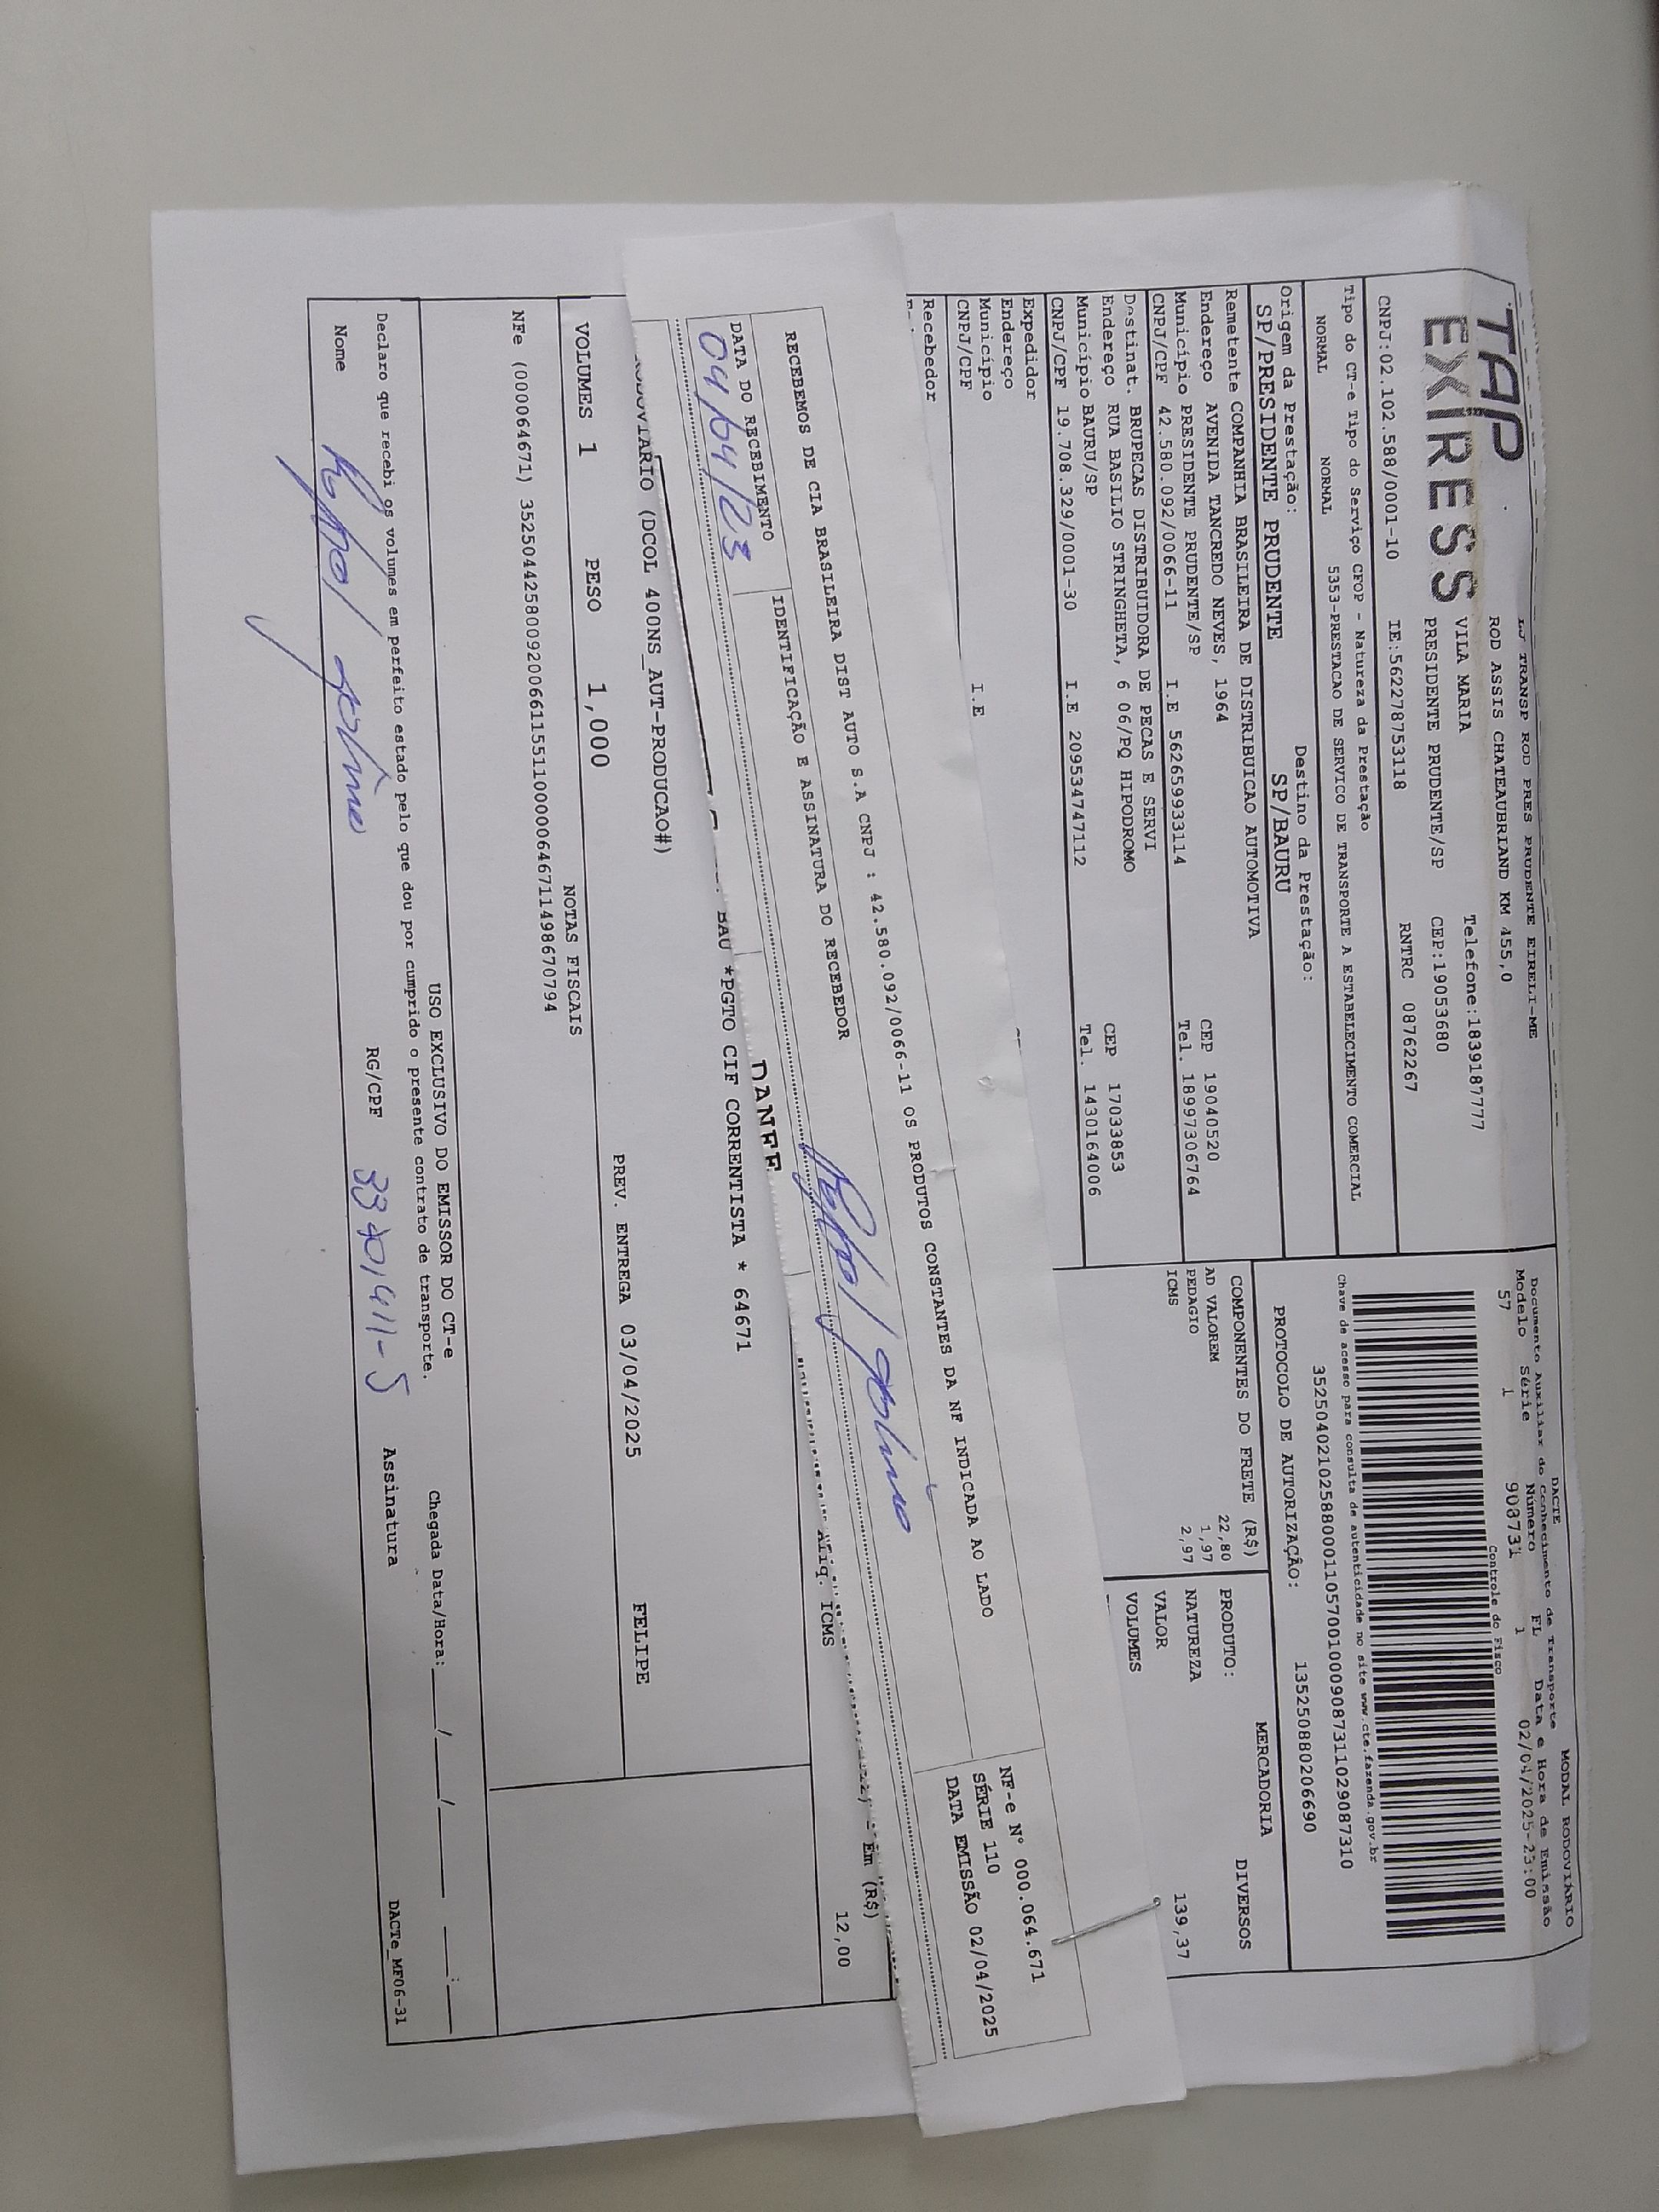 DACTE MODAL RODOVIÁRIO
Documento Auxiliar do Conhecimento de Transporte e
Modelo Série Número FL Data e Hora de Emissão
57 1 908731 1 02/04/2025-23:00
Controle do Fisco
TAP
EXPRESS
TRANSP ROD PRES PRUDENTE EIRELI-ME
ROD ASSIS CHATEAUBRIAND KM 455,0
VILA MARIA Telefone:1839187777
PRESIDENTE PRUDENTE/SP CEP:19053680
CNPJ:02.102.588/0001-10 IE:562278753118 RNTRC 08762267
Tipo do CT-e Tipo do Serviço CFOP - Natureza da Prestação
NORMAL NORMAL 5353-PRESTACAO DE SERVICO DE TRANSPORTE A ESTABELECIMENTO COMERCIAL
Chave de acesso para consulta de autenticidade no site www.cte.fazenda.gov.br
35250402102588000110570010009087311029087310
PROTOCOLO DE AUTORIZAÇÃO: 135250880206690
Origem da Prestação: Destino da Prestação:
SP/PRESIDENTE PRUDENTE SP/BAURU
Remetente COMPANHIA BRASILEIRA DE DISTRIBUICAO AUTOMOTIVA
Endereço AVENIDA TANCREDO NEVES, 1964 CEP 19040520
Município PRESIDENTE PRUDENTE/SP Tel. 18997306764
CNPJ/CPF 42.580.092/0066-11 I.E 562659933114
Destinat. BRUPECAS DISTRIBUIDORA DE PECAS E SERVI
Endereço RUA BASILIO STRINGHETA, 6 06/PQ HIPODROMO CEP 17033853
Município BAURU/SP Tel. 1430164006
CNPJ/CPF 19.708.329/0001-30 I.E 209534747112
Expedidor
Endereço
Município
CNPJ/CPF I.E
Recebedor
COMPONENTES DO FRETE (R$)
AD VALOREM 22,80
PEDAGIO 1,97
ICMS 2,97
MERCADORIA
PRODUTO: DIVERSOS
NATUREZA
VALOR 139,37
VOLUMES
RECEBEMOS DE CIA BRASILEIRA DIST AUTO S.A CNPJ : 42.580.092/0066-11 OS PRODUTOS CONSTANTES DA NF INDICADA AO LADO
NF-e N° 000.064.671
SÉRIE 110
DATA EMISSÃO 02/04/2025
DATA DO RECEBIMENTO IDENTIFICAÇÃO E ASSINATURA DO RECEBEDOR
04/04/23
DANFE
Em (R$)
Alíq. ICMS
12,00
BAU *PGTO CIF CORRENTISTA * 64671
(DCOL 400NS_AUT-PRODUCAO#)
PREV. ENTREGA 03/04/2025 FELIPE
VOLUMES 1 PESO 1,000
NOTAS FISCAIS
NFe (000064671) 35250442580092006611551100000646711498670794
USO EXCLUSIVO DO EMISSOR DO CT-e
Declaro que recebi os volumes em perfeito estado pelo que dou por cumprido o presente contrato de transporte.
Chegada Data/Hora:____/____/____ __:__
Nome RG/CPF Assinatura
DACTe_MF06-31